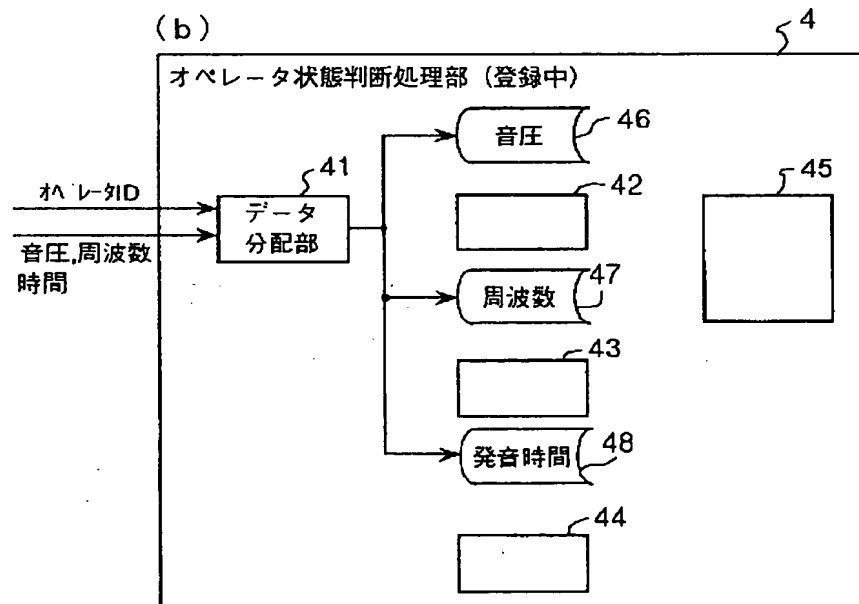 (b)
4
オペレータ状態判断処理部 (登録中)
音圧
46
オペレータID
41
データ
分配部
42
45
音圧,周波数
時間
周波数
47
43
発音時間
48
44